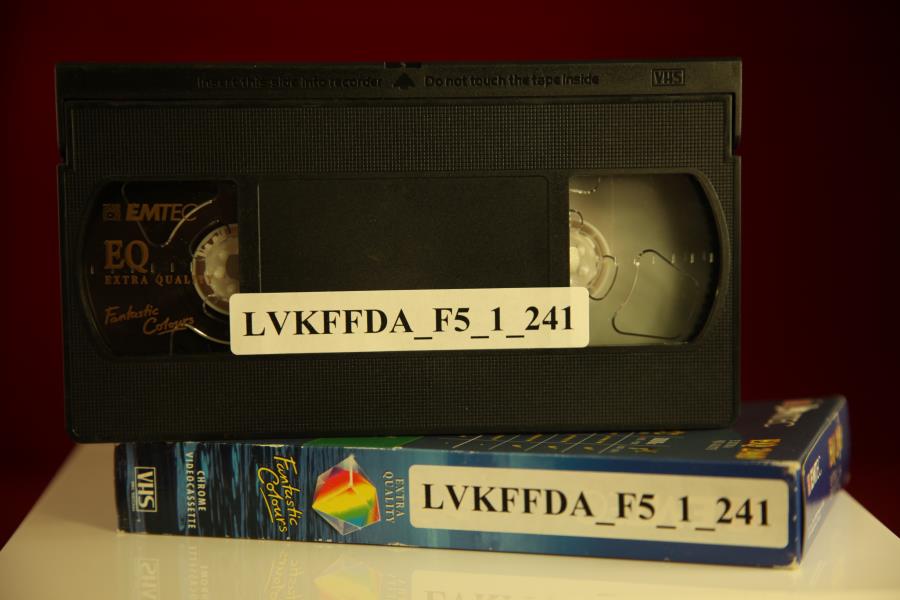 Insert this side into recorder Do not touch the tape inside VHS
EMTEC
EQ
EXTRA QUALITY
Fantastic
Colours
LVKFFDA_F5_1_241
VHS
CHROME
VIDEOCASSETTE
Fantastic
Colours
EXTRA
QUALITY
LVKFFDA_F5_1_241